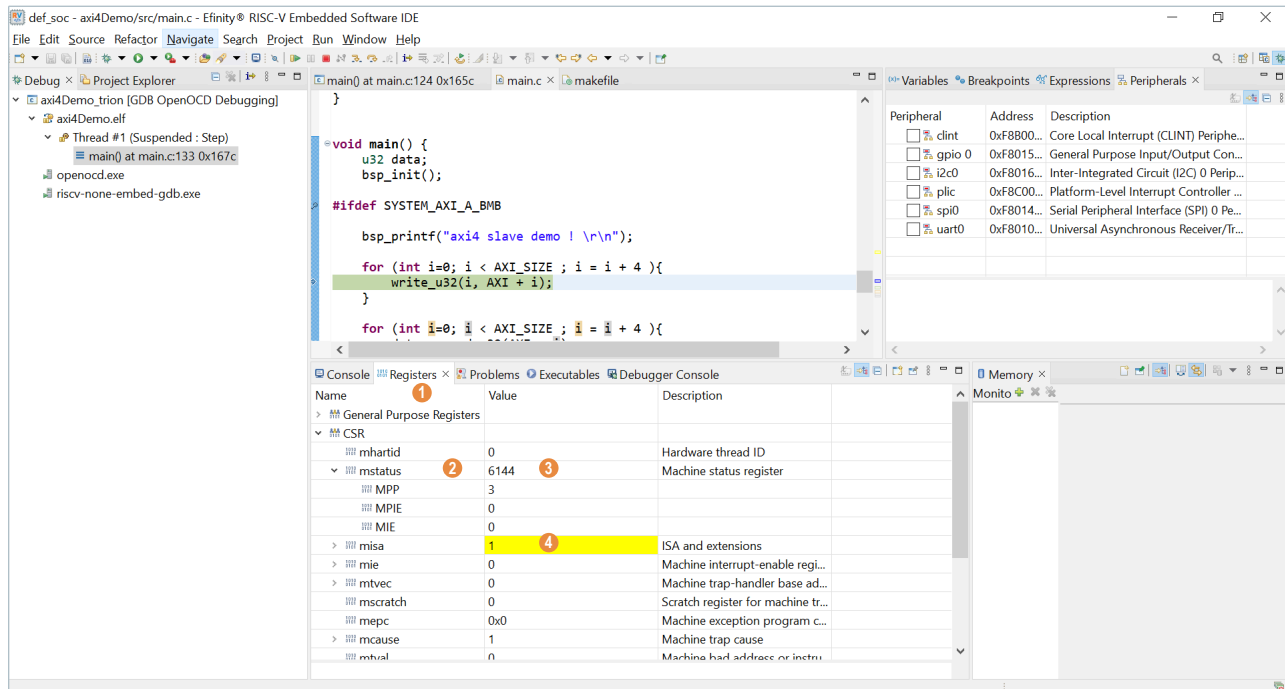 def_soc - axi4Demo/src/main.c - Efinity® RISC-V Embedded Software IDE
File Edit Source Refactor Navigate Search Project Run Window Help
Debug Project Explorer
axi4Demo_trion [GDB OpenOCD Debugging]
axi4Demo.elf
Thread #1 (Suspended : Step)
main() at main.c:133 0x167c
openocd.exe
riscv-none-embed-gdb.exe
main() at main.c:124 0x165c main.c makefile
}
void main() {
u32 data;
bsp_init();
#ifdef SYSTEM_AXI_A_BMB
bsp_printf("axi4 slave demo ! \r\n");
for (int i=0; i < AXI_SIZE ; i = i + 4 ){
write_u32(i, AXI + i);
}
for (int i=0; i < AXI_SIZE ; i = i + 4 ){
Variables Breakpoints Expressions Peripherals
Peripheral Address Description
clint 0xF8B00... Core Local Interrupt (CLINT) Periphe...
gpio 0 0xF8015... General Purpose Input/Output Con...
i2c0 0xF8016... Inter-Integrated Circuit (I2C) 0 Perip...
plic 0xF8C00... Platform-Level Interrupt Controller ...
spi0 0xF8014... Serial Peripheral Interface (SPI) 0 Pe...
uart0 0xF8010... Universal Asynchronous Receiver/Tr...
Console Registers Problems Executables Debugger Console
1
Name Value Description
General Purpose Registers
CSR
mhartid 0 Hardware thread ID
mstatus 2 6144 3 Machine status register
MPP 3
MPIE 0
MIE 0
misa 1 4 ISA and extensions
mie 0 Machine interrupt-enable regi...
mtvec 0 Machine trap-handler base ad...
mscratch 0 Scratch register for machine tr...
mepc 0x0 Machine exception program c...
mcause 1 Machine trap cause
mtval 0 Machine bad address or instru
Memory
Monito